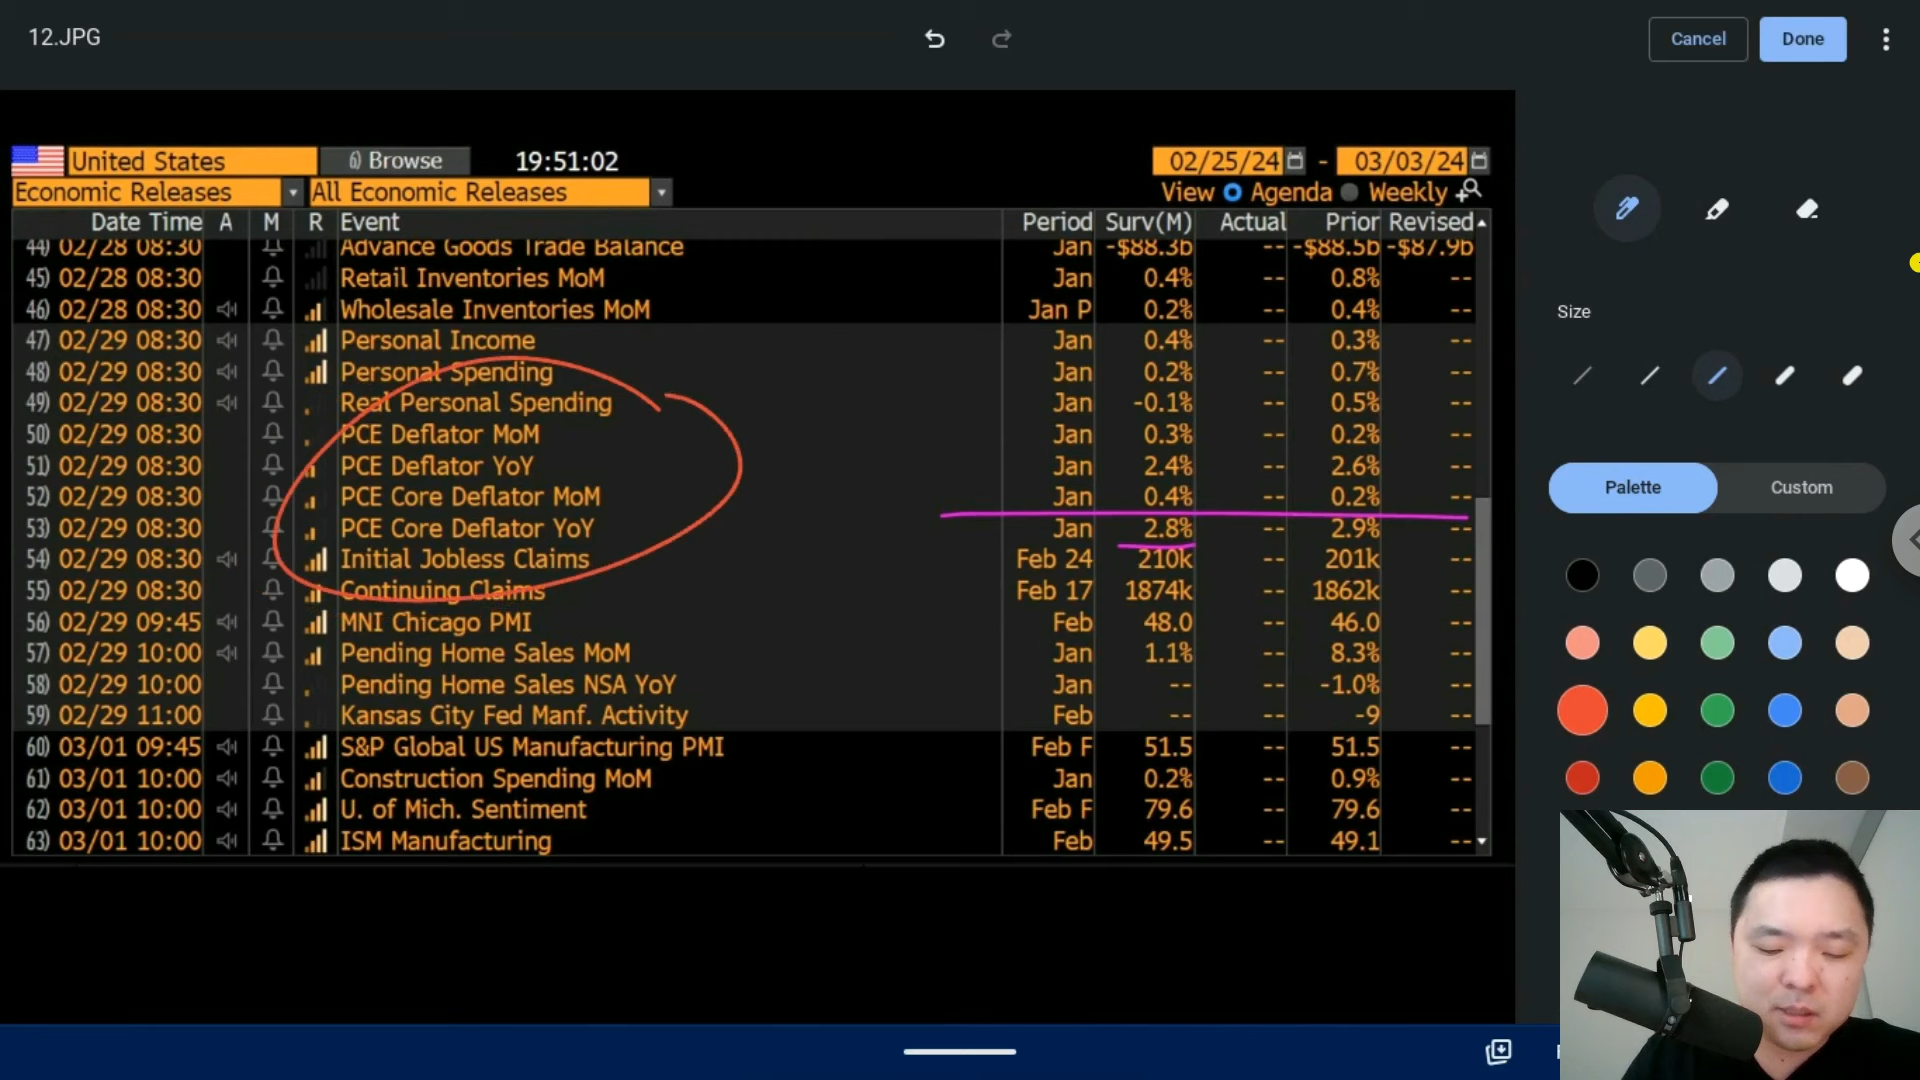 12.JPG
Cancel
Done
United States
6) Browse
19:51:02
02/25/24 - 03/03/24
Economic Releases
All Economic Releases
View Agenda Weekly
Date Time A M R Event Period Surv(M) Actual Prior Revised
44) 02/28 08:30 Advance Goods Trade Balance Jan -$88.3b -- -$88.5b -$87.9b
45) 02/28 08:30 Retail Inventories MoM Jan 0.4% -- 0.8% --
46) 02/28 08:30 Wholesale Inventories MoM Jan P 0.2% -- 0.4% --
47) 02/29 08:30 Personal Income Jan 0.4% -- 0.3% --
48) 02/29 08:30 Personal Spending Jan 0.2% -- 0.7% --
49) 02/29 08:30 Real Personal Spending Jan -0.1% -- 0.5% --
50) 02/29 08:30 PCE Deflator MoM Jan 0.3% -- 0.2% --
51) 02/29 08:30 PCE Deflator YoY Jan 2.4% -- 2.6% --
52) 02/29 08:30 PCE Core Deflator MoM Jan 0.4% -- 0.2% --
53) 02/29 08:30 PCE Core Deflator YoY Jan 2.8% -- 2.9% --
54) 02/29 08:30 Initial Jobless Claims Feb 24 210k -- 201k --
55) 02/29 08:30 Continuing Claims Feb 17 1874k -- 1862k --
56) 02/29 09:45 MNI Chicago PMI Feb 48.0 -- 46.0 --
57) 02/29 10:00 Pending Home Sales MoM Jan 1.1% -- 8.3% --
58) 02/29 10:00 Pending Home Sales NSA YoY Jan -- -- -1.0% --
59) 02/29 11:00 Kansas City Fed Manf. Activity Feb -- -- -9 --
60) 03/01 09:45 S&P Global US Manufacturing PMI Feb F 51.5 -- 51.5 --
61) 03/01 10:00 Construction Spending MoM Jan 0.2% -- 0.9% --
62) 03/01 10:00 U. of Mich. Sentiment Feb F 79.6 -- 79.6 --
63) 03/01 10:00 ISM Manufacturing Feb 49.5 -- 49.1 --
Size
Palette
Custom